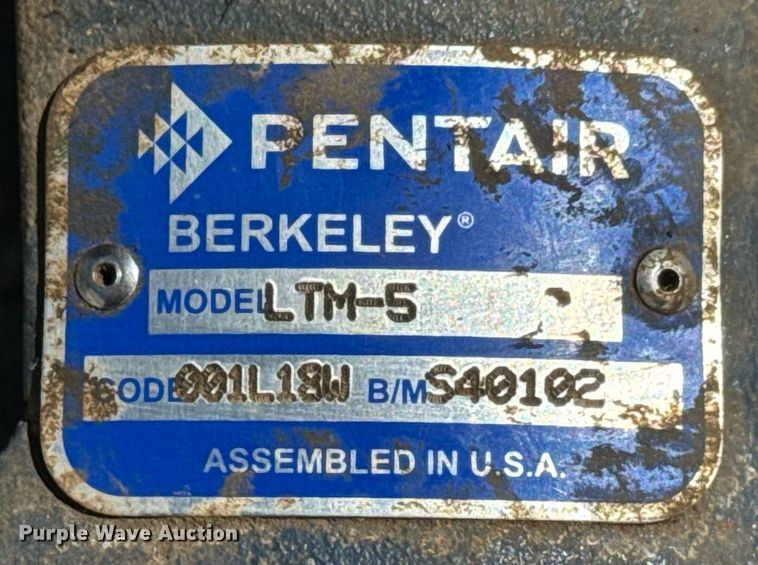 PENTAIR
BERKELEY®
MODEL LTM-5
CODE 001L18W B/M S40102
ASSEMBLED IN U.S.A.
Purple Wave Auction